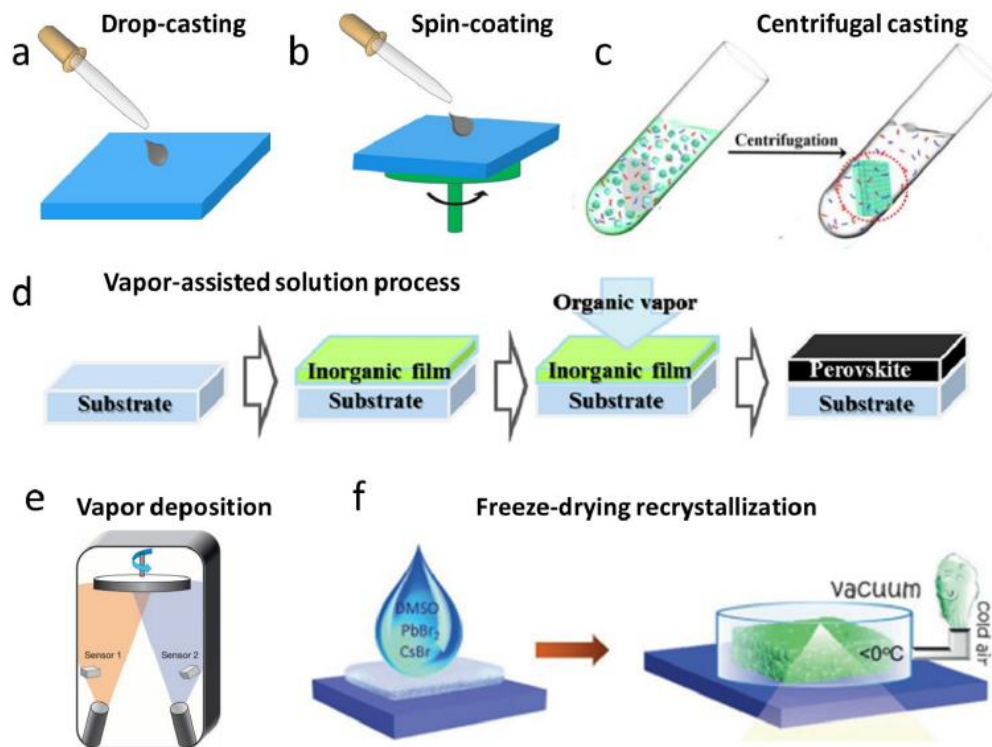 a
Drop-casting
b
Spin-coating
Centrifugal casting
c
Centrifugation
d
Vapor-assisted solution process
Substrate
Inorganic film
Substrate
Organic vapor
Inorganic film
Substrate
Perovskite
Substrate
e
Vapor deposition
Sensor 1
Sensor 2
f
Freeze-drying recrystallization
DMSO
PbBr₂
CsBr
vacuum
<0°C
cold air